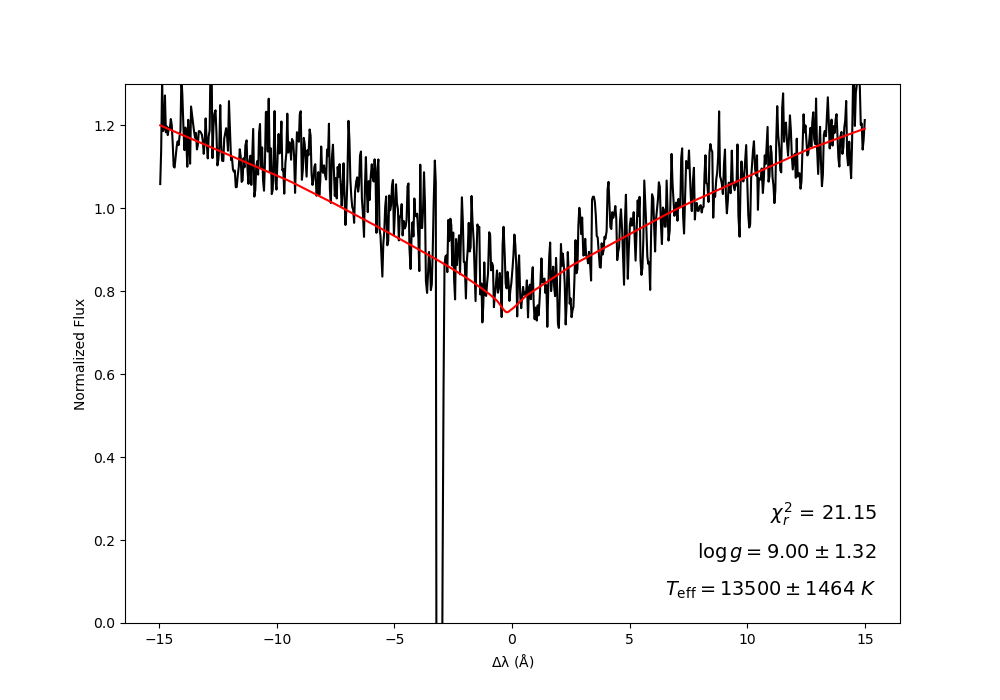 1.2
1.0
0.8
0.6
0.4
0.2
0.0
Normalized Flux
χ²ᵣ = 21.15
log g = 9.00 ± 1.32
T_eff = 13500 ± 1464 K
−15 −10 −5 0 5 10 15
Δλ (Å)